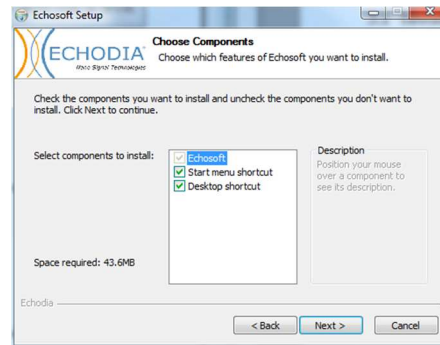 Echosoft Setup
ECHODIA
Choose Components
Choose which features of Echosoft you want to install.
Check the components you want to install and uncheck the components you don't want to
install. Click Next to continue.
Select components to install:
Echosoft
Start menu shortcut
Desktop shortcut
Description
Position your mouse
over a component to
see its description.
Space required: 43.6MB
Echodia
< Back
Next >
Cancel